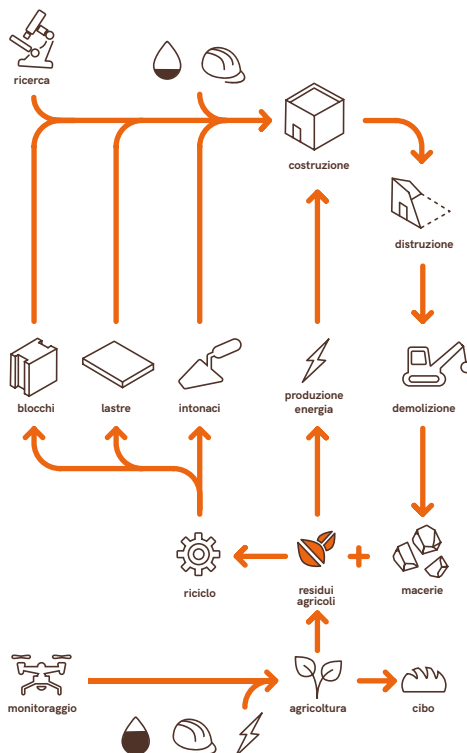 ricerca
costruzione
distruzione
blocchi
lastre
intonaci
produzione
energia
demolizione
riciclo
residui
agricoli
macerie
monitoraggio
agricoltura
cibo